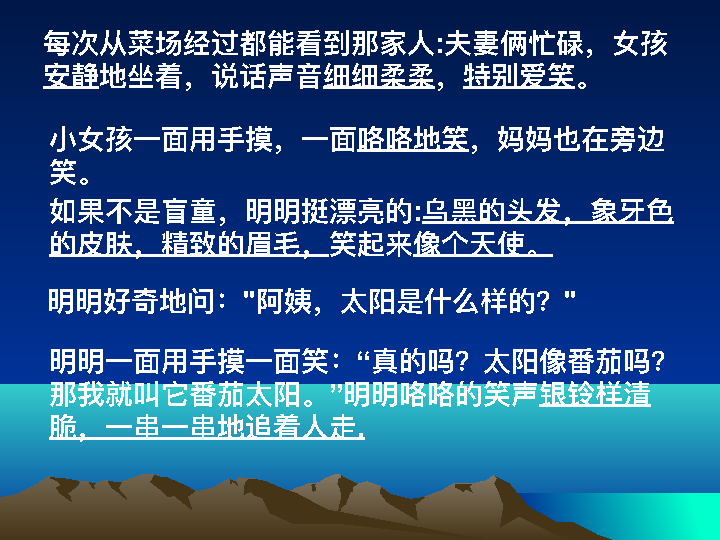 每次从菜场经过都能看到那家人:夫妻俩忙碌，女孩
安静地坐着，说话声音细细柔柔，特别爱笑。
小女孩一面用手摸，一面咯咯地笑，妈妈也在旁边
笑。
如果不是盲童，明明挺漂亮的:乌黑的头发，象牙色
的皮肤，精致的眉毛，笑起来像个天使。
明明好奇地问："阿姨，太阳是什么样的？"
明明一面用手摸一面笑：“真的吗？太阳像番茄吗？
那我就叫它番茄太阳。”明明咯咯的笑声银铃样清
脆，一串一串地追着人走.